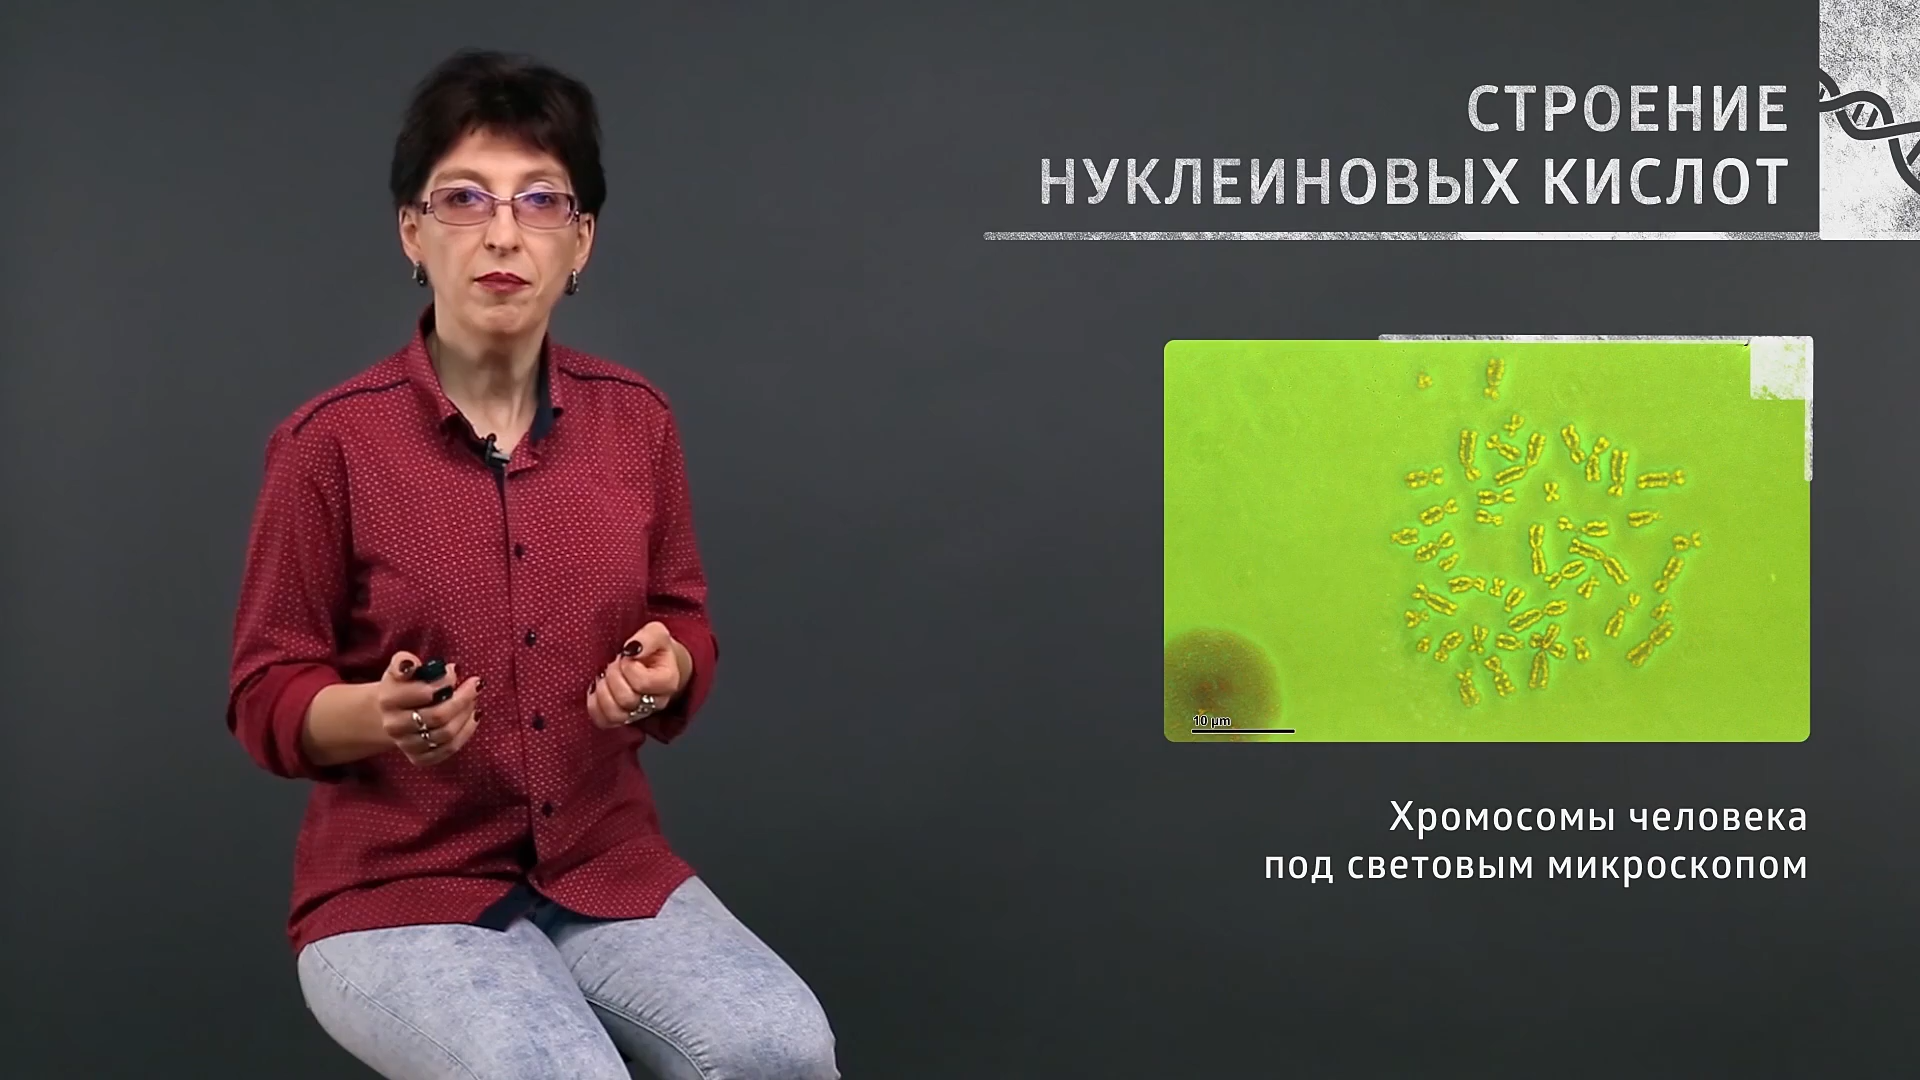 СТРОЕНИЕ
НУКЛЕИНОВЫХ КИСЛОТ
10 µm
Хромосомы человека
под световым микроскопом